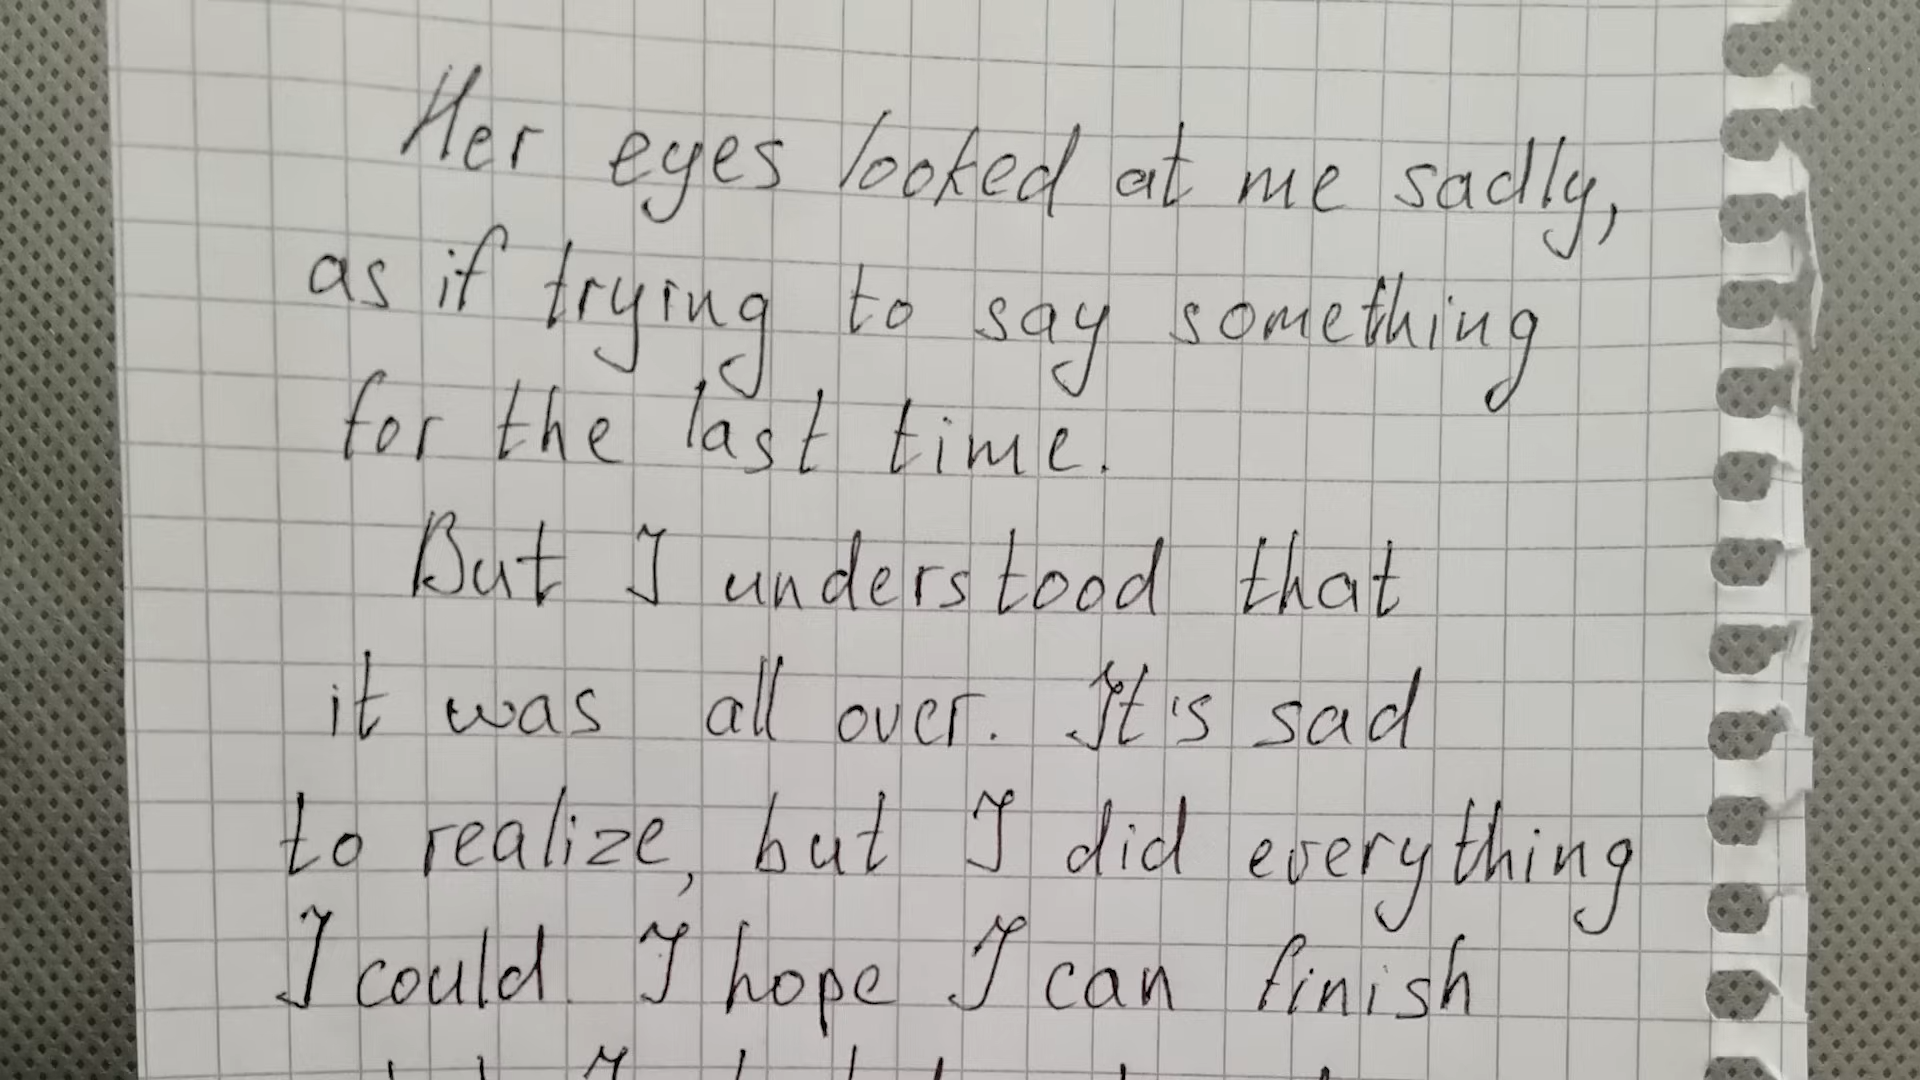 Her eyes looked at me sadly,
as if trying to say something
for the last time.
But I understood that
it was all over. It's sad
to realize, but I did everything
I could. I hope I can finish